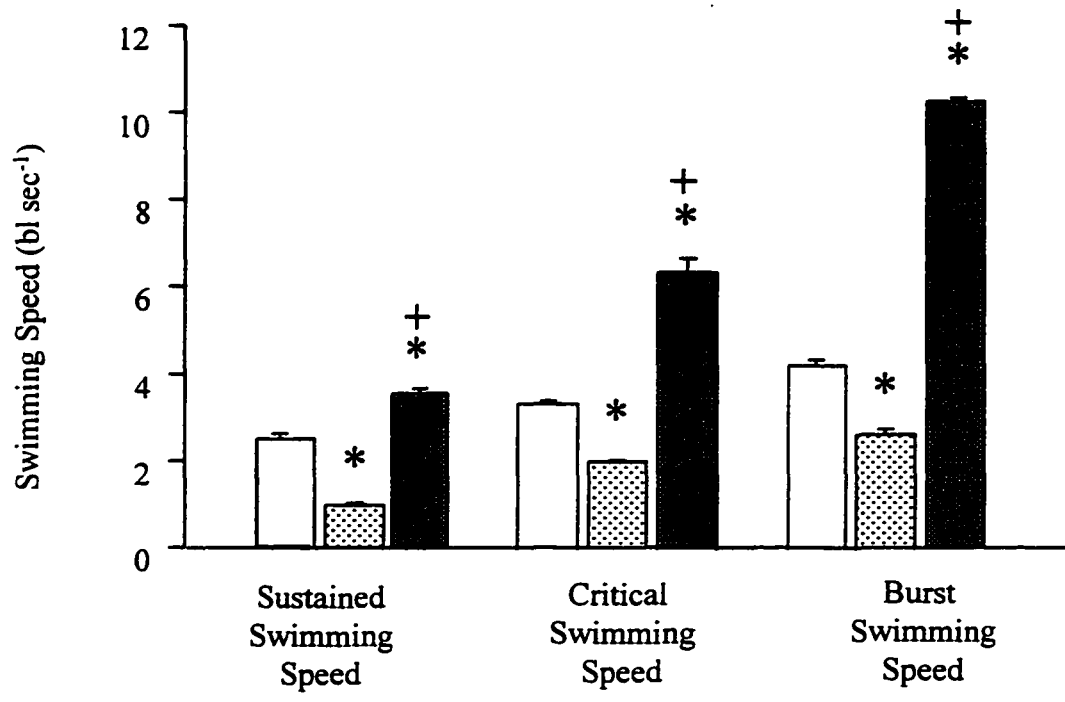 12
10
8
6
4
2
0
Swimming Speed (bl sec⁻¹)
+
*
+
*
+
*
*
*
*
Sustained
Swimming
Speed
Critical
Swimming
Speed
Burst
Swimming
Speed